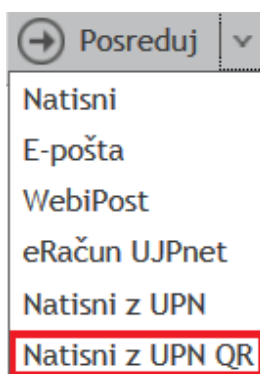 Posreduj
Natisni
E-pošta
WebiPost
eRačun UJPnet
Natisni z UPN
Natisni z UPN QR